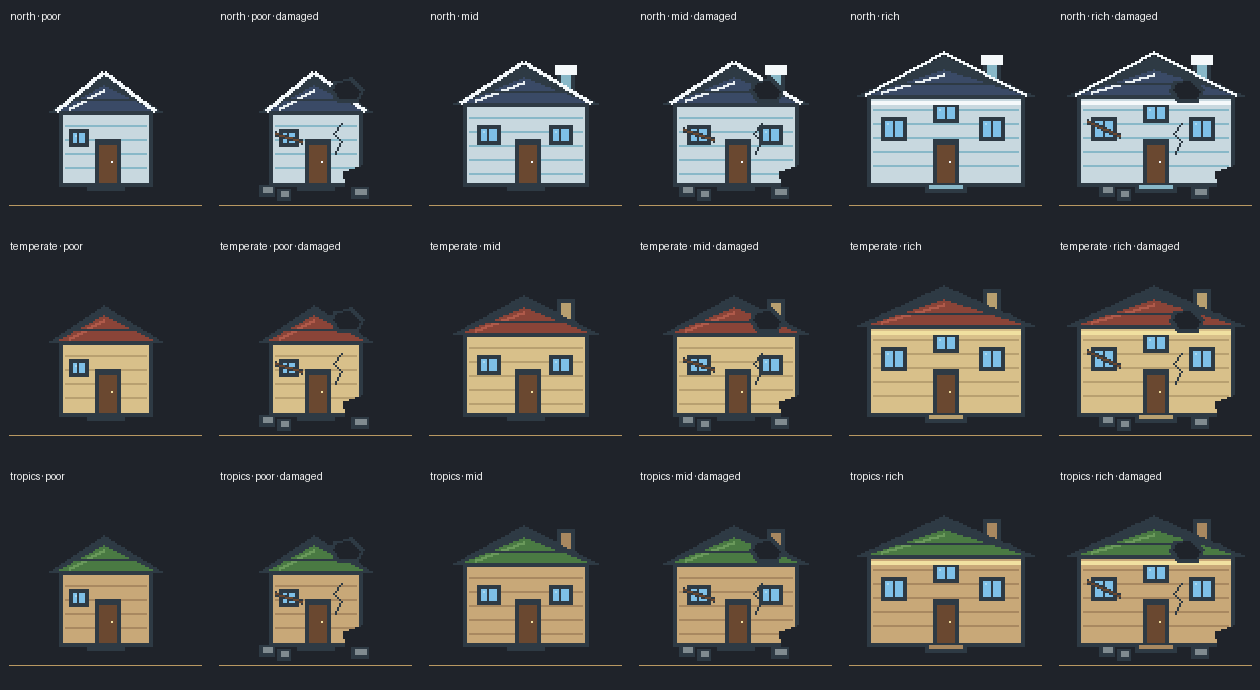 north·poor
north·poor·damaged
north·mid
north·mid·damaged
north·rich
north·rich·damaged
temperate·poor
temperate·poor·damaged
temperate·mid
temperate·mid·damaged
temperate·rich
temperate·rich·damaged
tropics·poor
tropics·poor·damaged
tropics·mid
tropics·mid·damaged
tropics·rich
tropics·rich·damaged